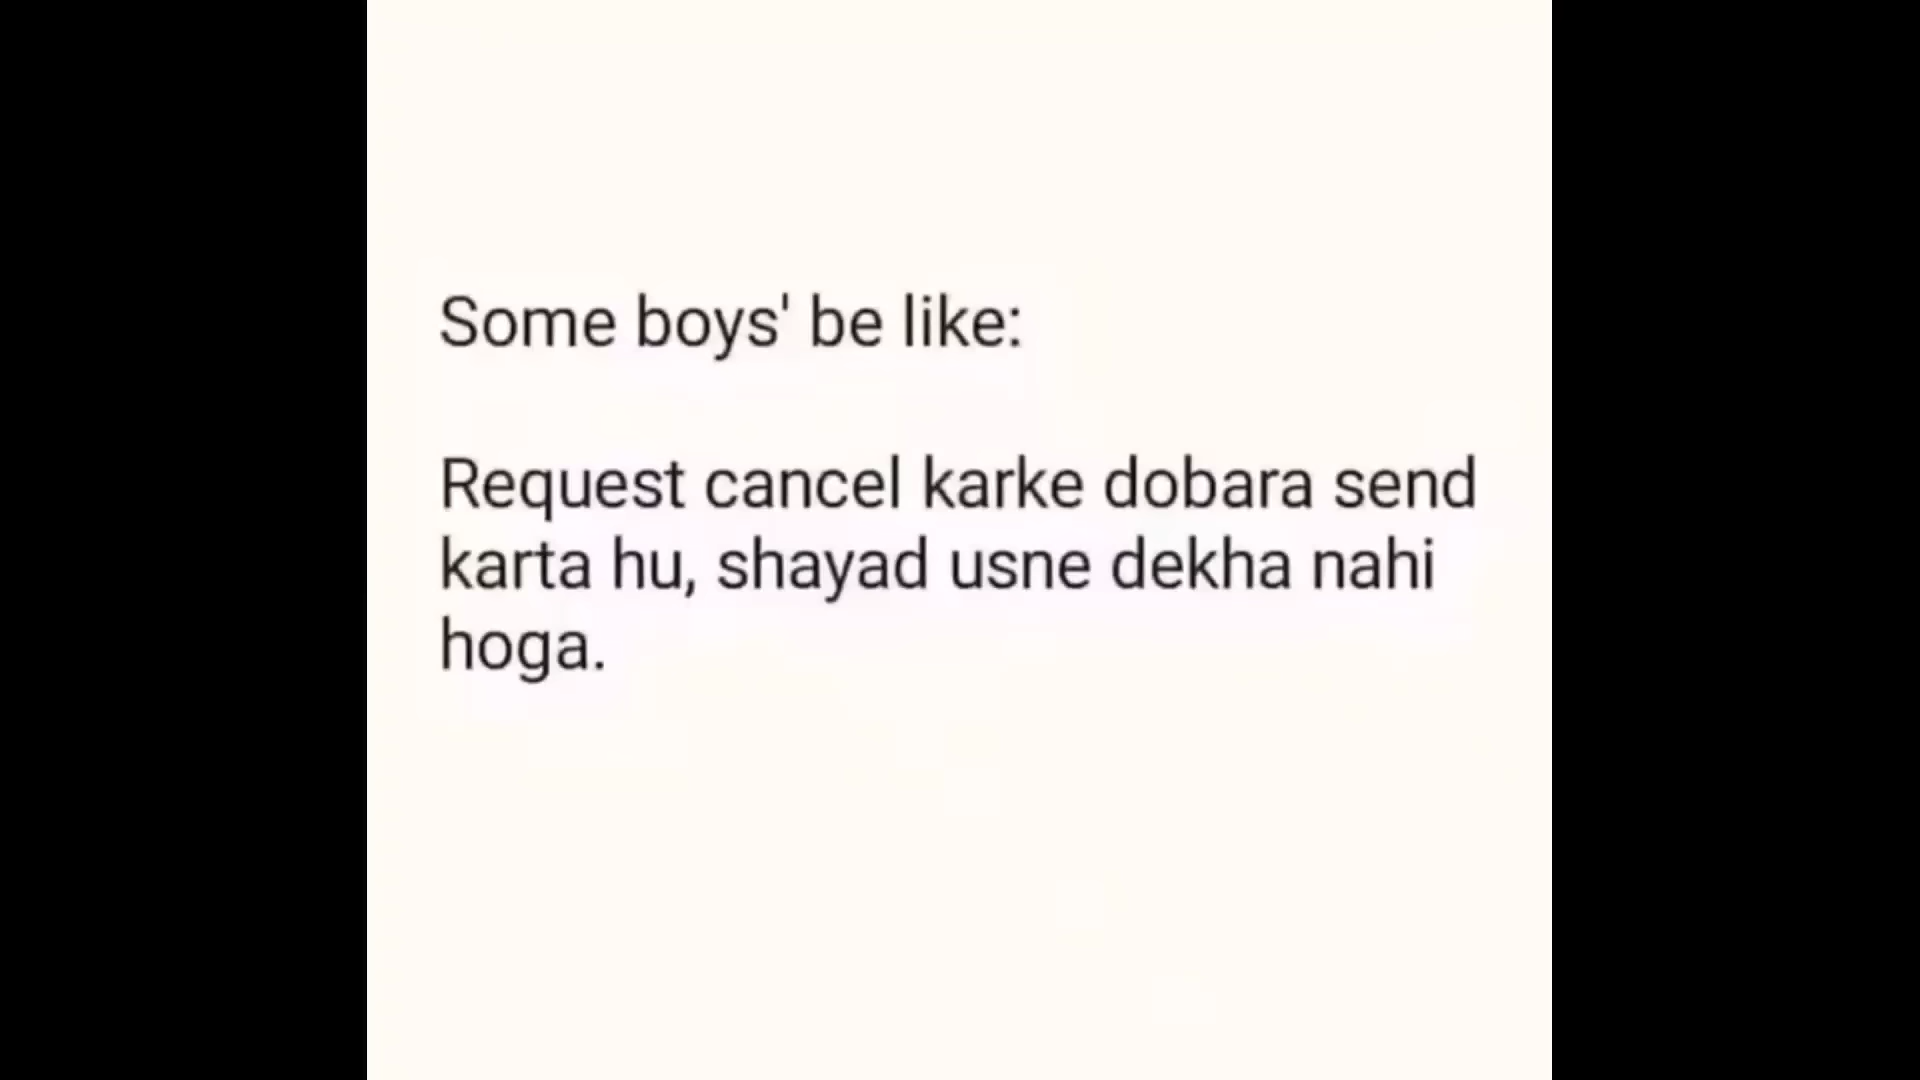 Some boys' be like:
Request cancel karke dobara send
karta hu, shayad usne dekha nahi
hoga.